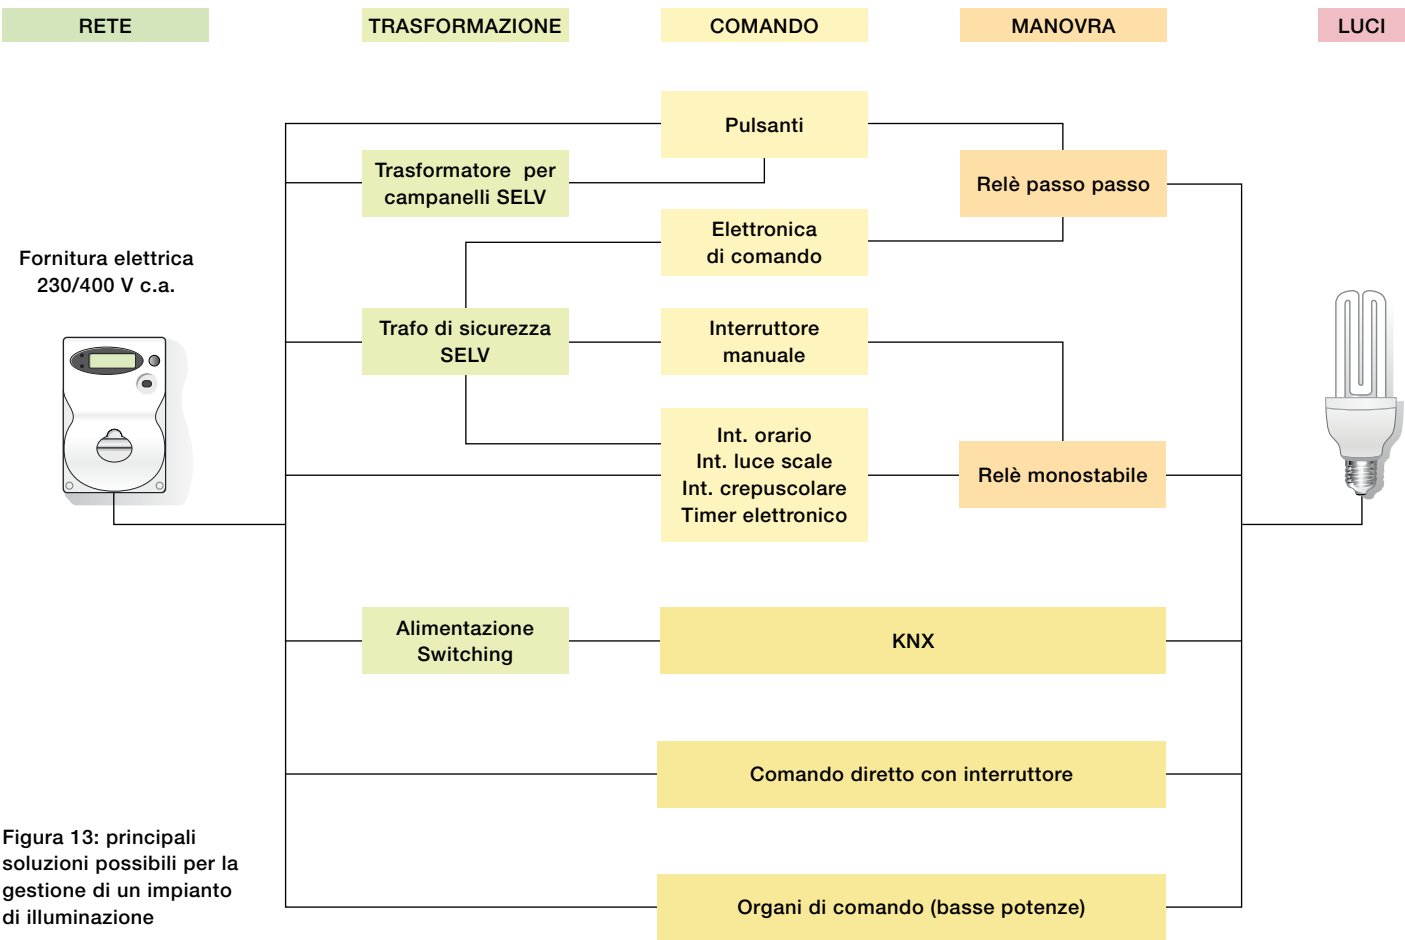 RETE
TRASFORMAZIONE
COMANDO
MANOVRA
LUCI
Pulsanti
Trasformatore per
campanelli SELV
Relè passo passo
Elettronica
di comando
Fornitura elettrica
230/400 V c.a.
Trafo di sicurezza
SELV
Interruttore
manuale
Int. orario
Int. luce scale
Int. crepuscolare
Timer elettronico
Relè monostabile
Alimentazione
Switching
KNX
Comando diretto con interruttore
Organi di comando (basse potenze)
Figura 13: principali
soluzioni possibili per la
gestione di un impianto
di illuminazione